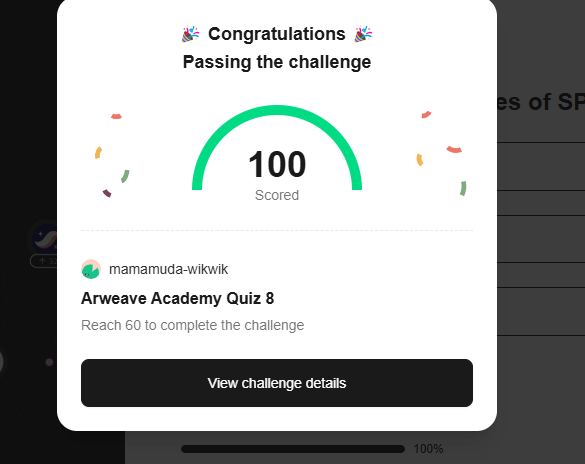 🎉 Congratulations 🎉
Passing the challenge
es of SP
100
Scored
mamamuda-wikwik
Arweave Academy Quiz 8
Reach 60 to complete the challenge
View challenge details
100%